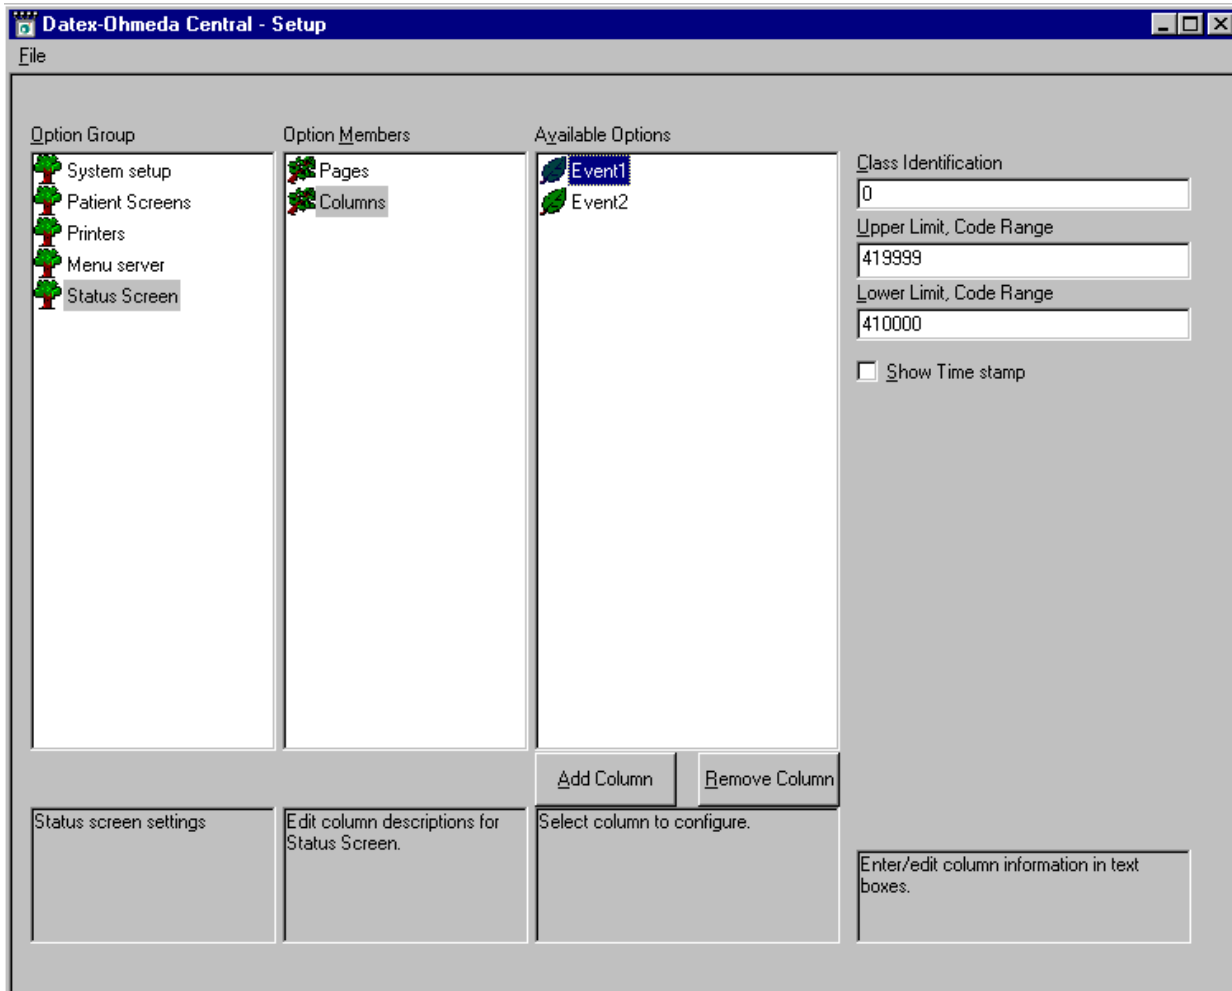 Datex-Ohmeda Central - Setup
File
Option Group
Option Members
Available Options
System setup
Patient Screens
Printers
Menu server
Status Screen
Pages
Columns
Event1
Event2
Class Identification
0
Upper Limit, Code Range
419999
Lower Limit, Code Range
410000
Show Time stamp
Add Column
Remove Column
Status screen settings
Edit column descriptions for
Status Screen.
Select column to configure.
Enter/edit column information in text
boxes.